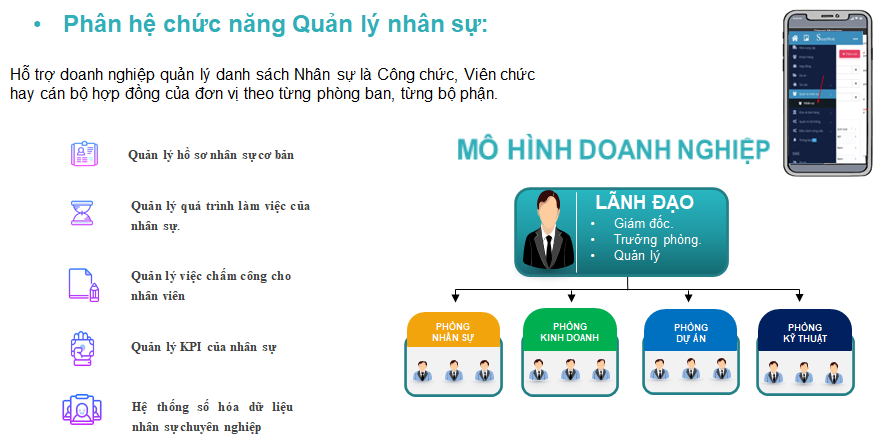 • Phân hệ chức năng Quản lý nhân sự:
Hỗ trợ doanh nghiệp quản lý danh sách Nhân sự là Công chức, Viên chức
hay cán bộ hợp đồng của đơn vị theo từng phòng ban, từng bộ phận.
Quản lý hồ sơ nhân sự cơ bản
Quản lý quá trình làm việc của
nhân sự.
Quản lý việc chấm công cho
nhân viên
Quản lý KPI của nhân sự
Hệ thống số hóa dữ liệu
nhân sự chuyên nghiệp
MÔ HÌNH DOANH NGHIỆP
LÃNH ĐẠO
• Giám đốc.
• Trưởng phòng.
• Quản lý
PHÒNG
NHÂN SỰ
PHÒNG
KINH DOANH
PHÒNG
DỰ ÁN
PHÒNG
KỸ THUẬT